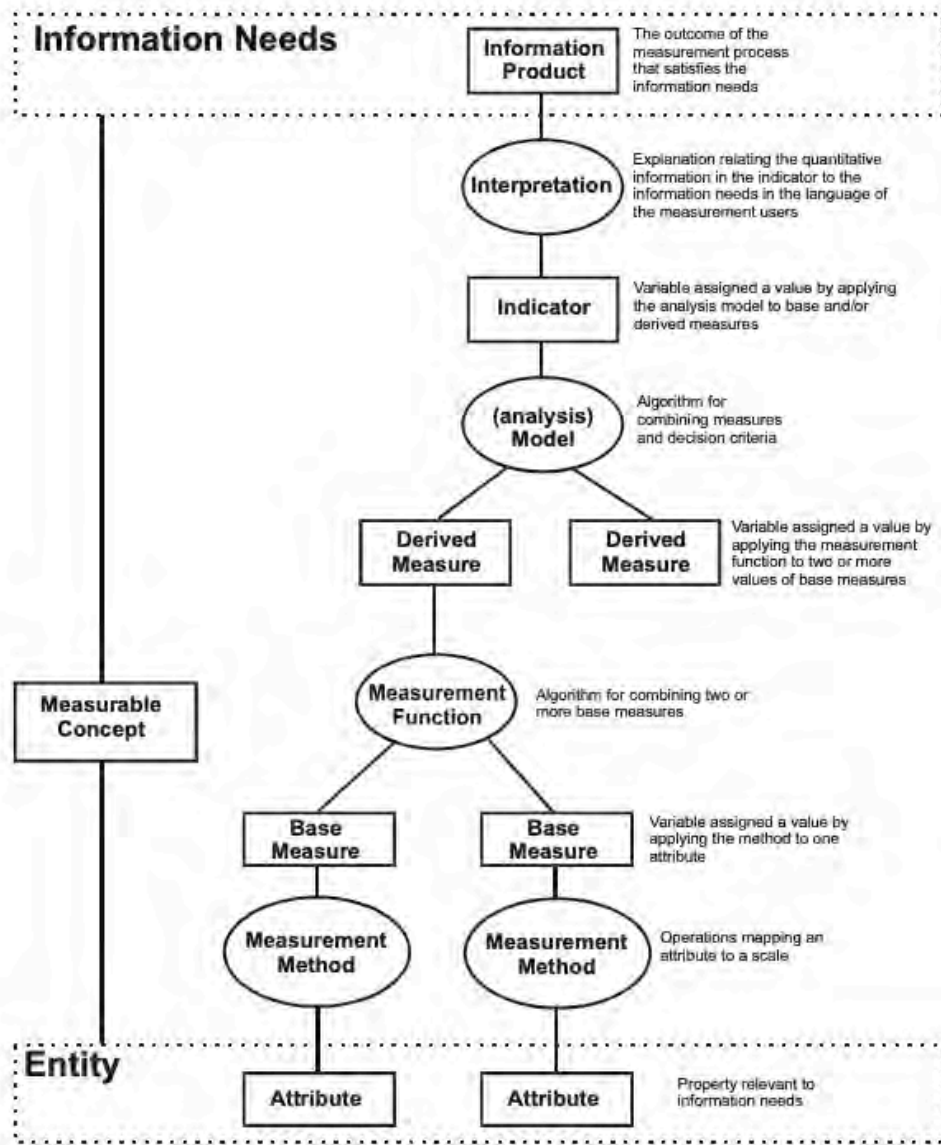 Information Needs
Information
Product
The outcome of the
measurement process
that satisfies the
information needs
Interpretation
Explanation relating the quantitative
information in the indicator to the
information needs in the language of
the measurement users
Indicator
Variable assigned a value by applying
the analysis model to base and/or
derived measures
(analysis)
Model
Algorithm for
combining measures
and decision criteria
Derived
Measure
Derived
Measure
Variable assigned a value by
applying the measurement
function to two or more
values of base measures
Measurable
Concept
Measurement
Function
Algorithm for combining two or
more base measures
Base
Measure
Base
Measure
Variable assigned a value by
applying the method to one
attribute
Measurement
Method
Measurement
Method
Operations mapping an
attribute to a scale
Entity
Attribute
Attribute
Property relevant to
information needs